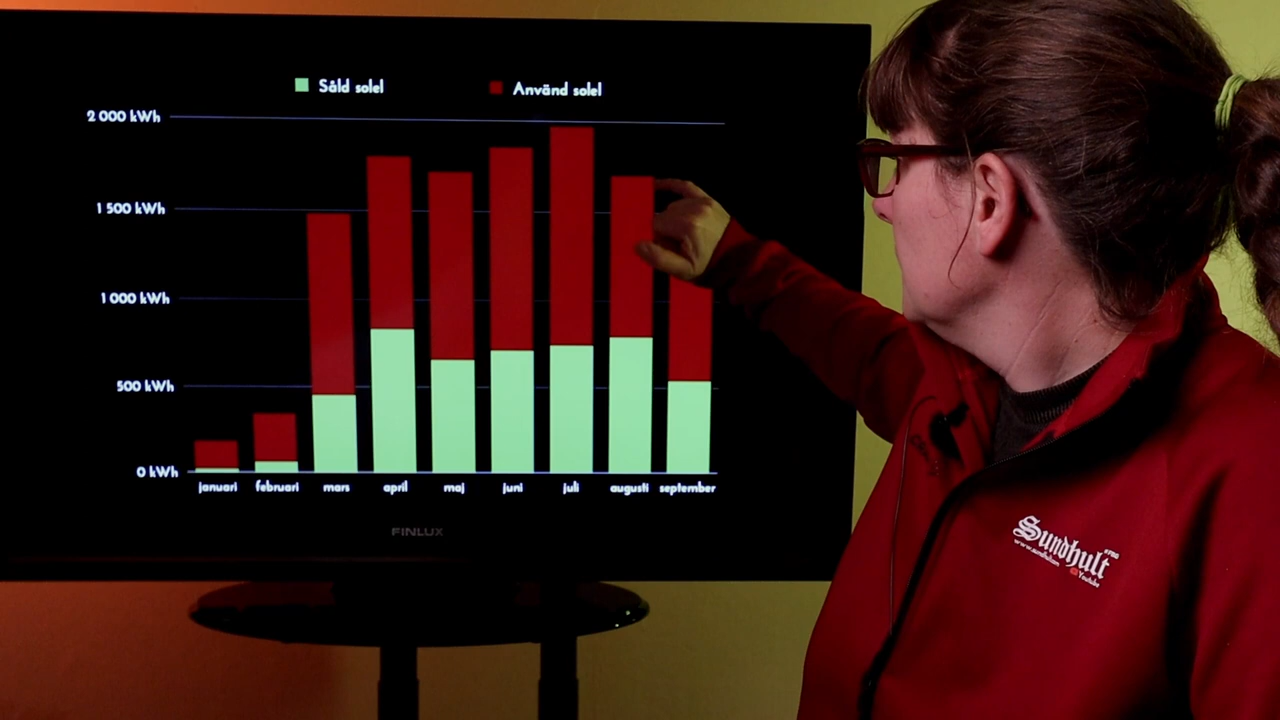 Såld solel
Använd solel
2 000 kWh
1 500 kWh
1 000 kWh
500 kWh
0 kWh
januari februari mars april maj juni juli augusti september
FINLUX
Sundhult
Youtube